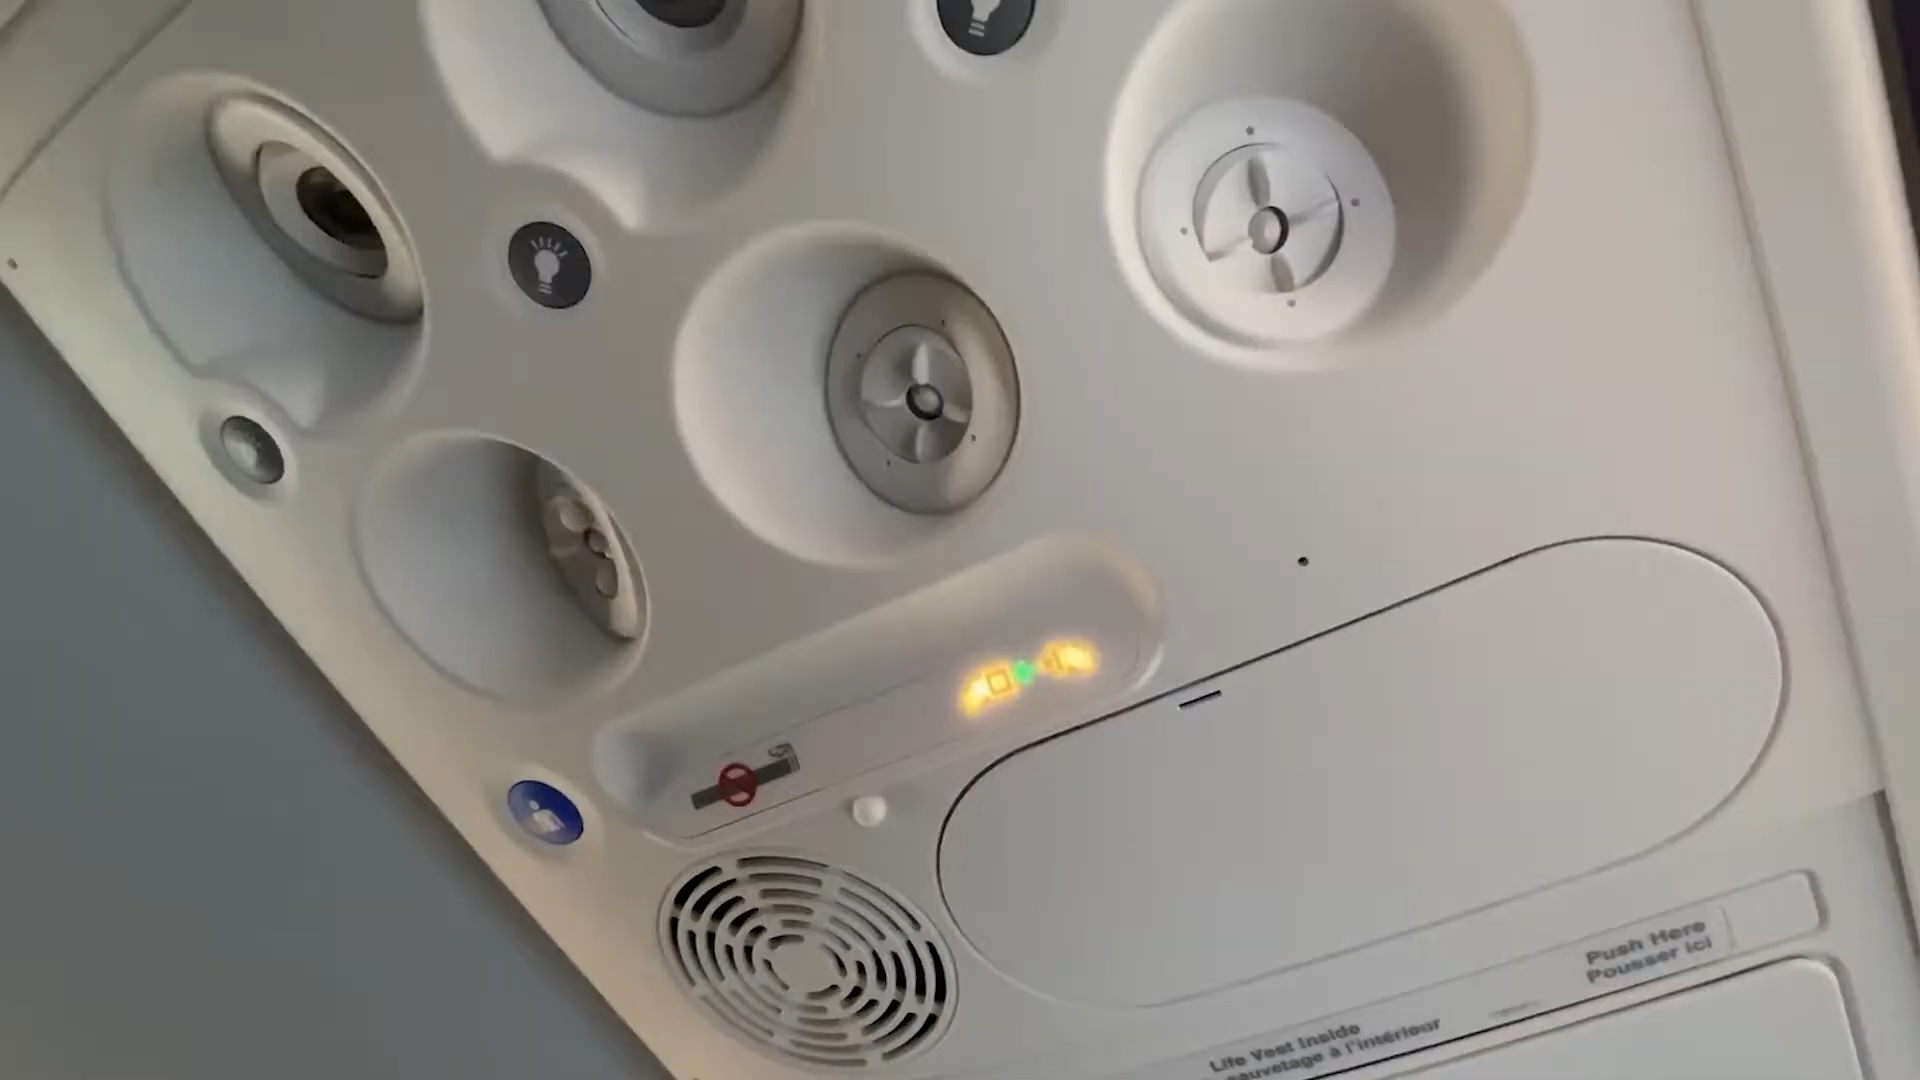 Push Here
Pousser ici
Life Vest Inside
sauvetage à l'intérieur